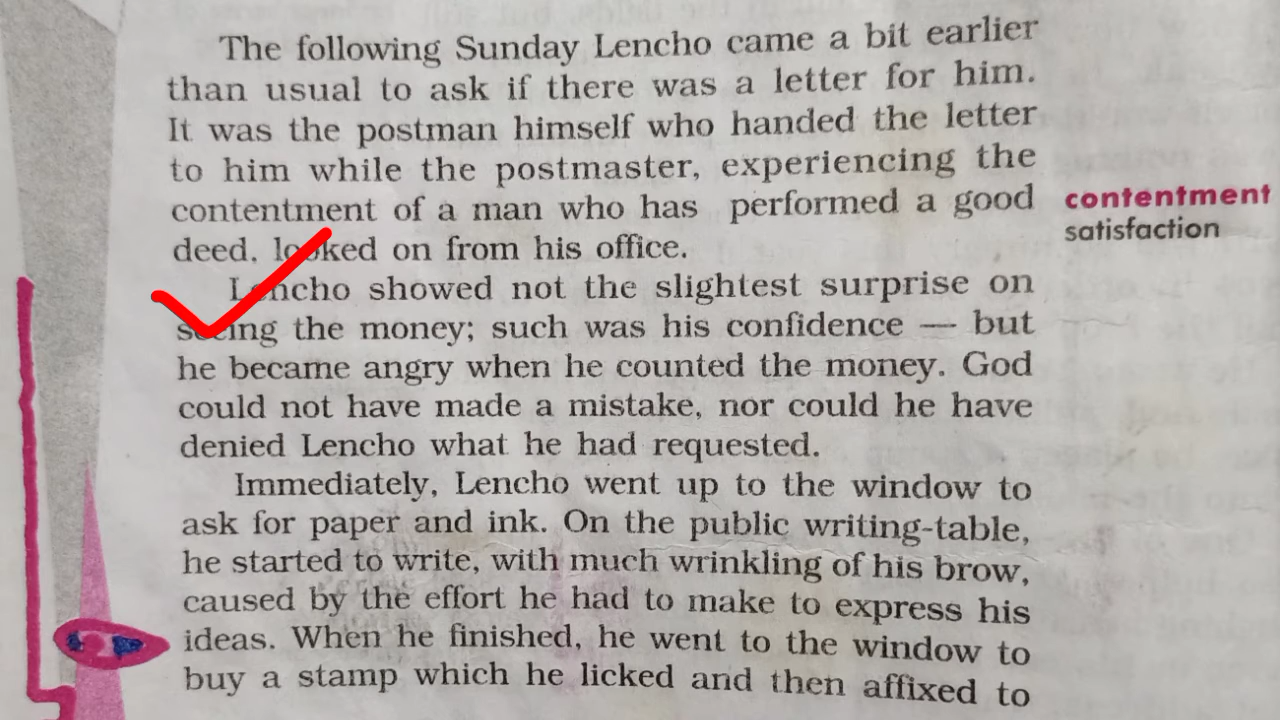 The following Sunday Lencho came a bit earlier
than usual to ask if there was a letter for him.
It was the postman himself who handed the letter
to him while the postmaster, experiencing the
contentment of a man who has performed a good
deed, looked on from his office.
contentment
satisfaction
Lencho showed not the slightest surprise on
seeing the money; such was his confidence — but
he became angry when he counted the money. God
could not have made a mistake, nor could he have
denied Lencho what he had requested.
Immediately, Lencho went up to the window to
ask for paper and ink. On the public writing-table,
he started to write, with much wrinkling of his brow,
caused by the effort he had to make to express his
ideas. When he finished, he went to the window to
buy a stamp which he licked and then affixed to